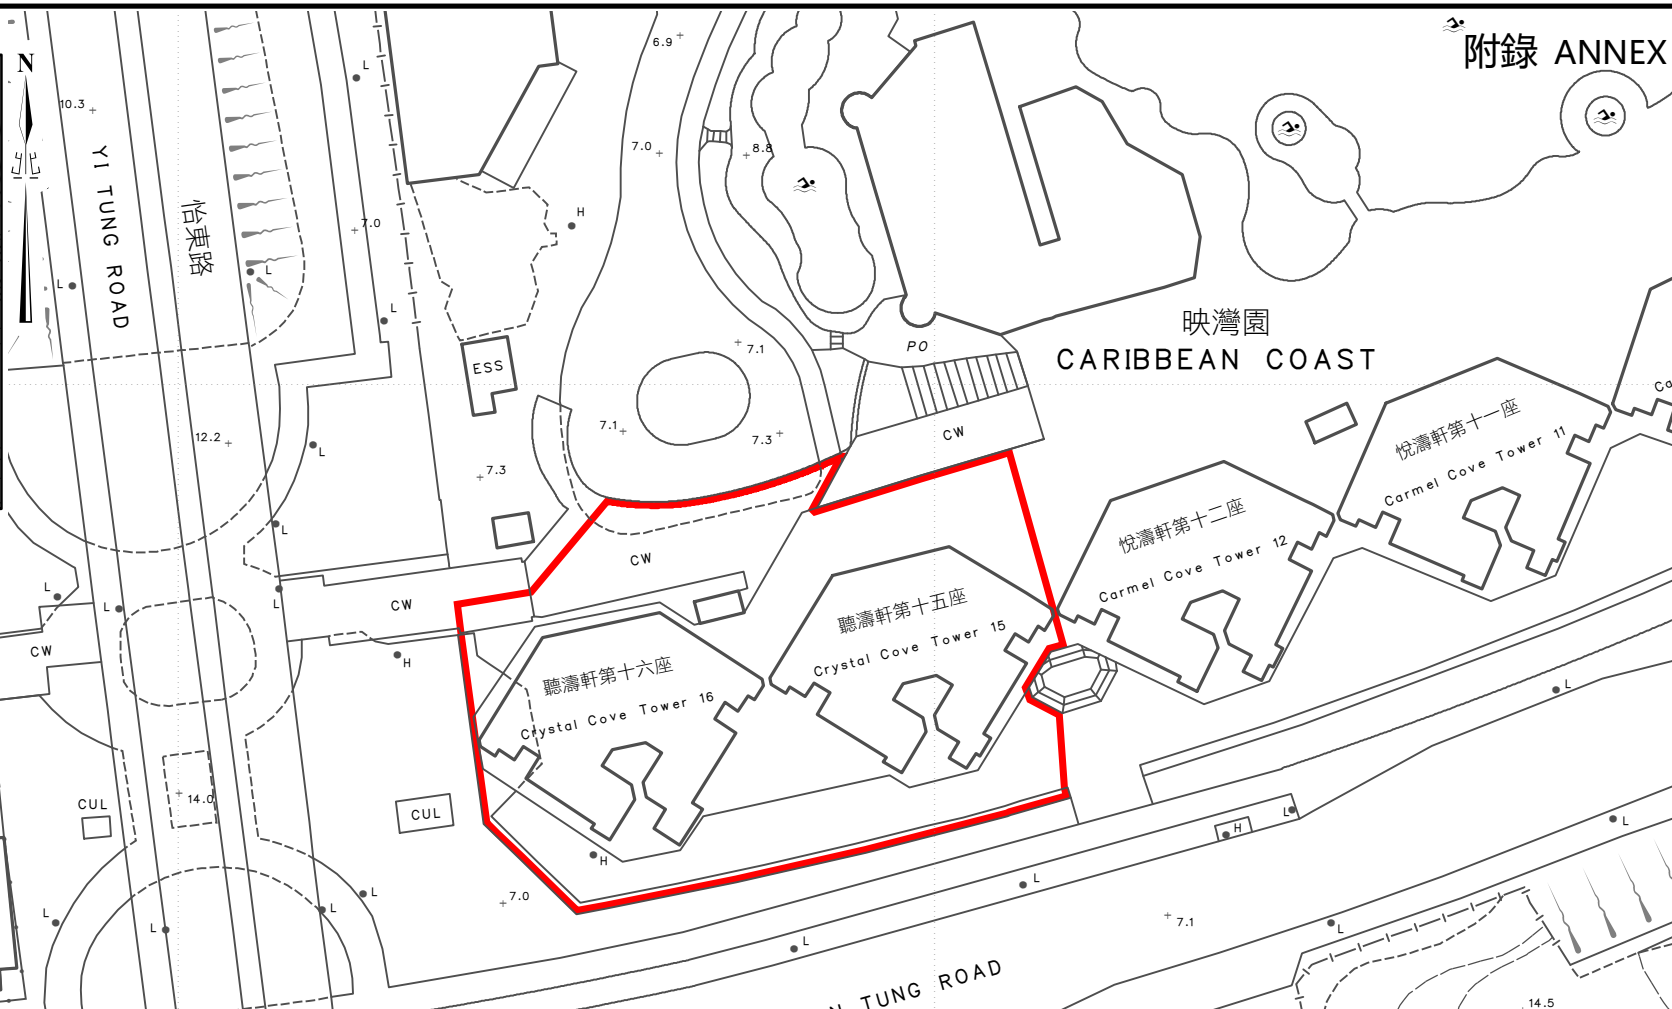 附錄 ANNEX
N
北
6.9
L
10.3
YI TUNG ROAD
怡東路
7.0
8.8
H
7.0
L
L
L
映灣園
CARIBBEAN COAST
PO
7.1
ESS
CW
7.1
7.3
12.2
L
7.3
悅濤軒第十一座
Carmel Cove Tower 11
悅濤軒第十二座
Carmel Cove Tower 12
L
CW
CW
L
L
CW
H
聽濤軒第十五座
Crystal Cove Tower 15
聽濤軒第十六座
Crystal Cove Tower 16
L
14.0
CUL
CUL
L
H
L
H
L
7.0
L
L
L
L
L
7.1
L
L
TUNG ROAD
14.5